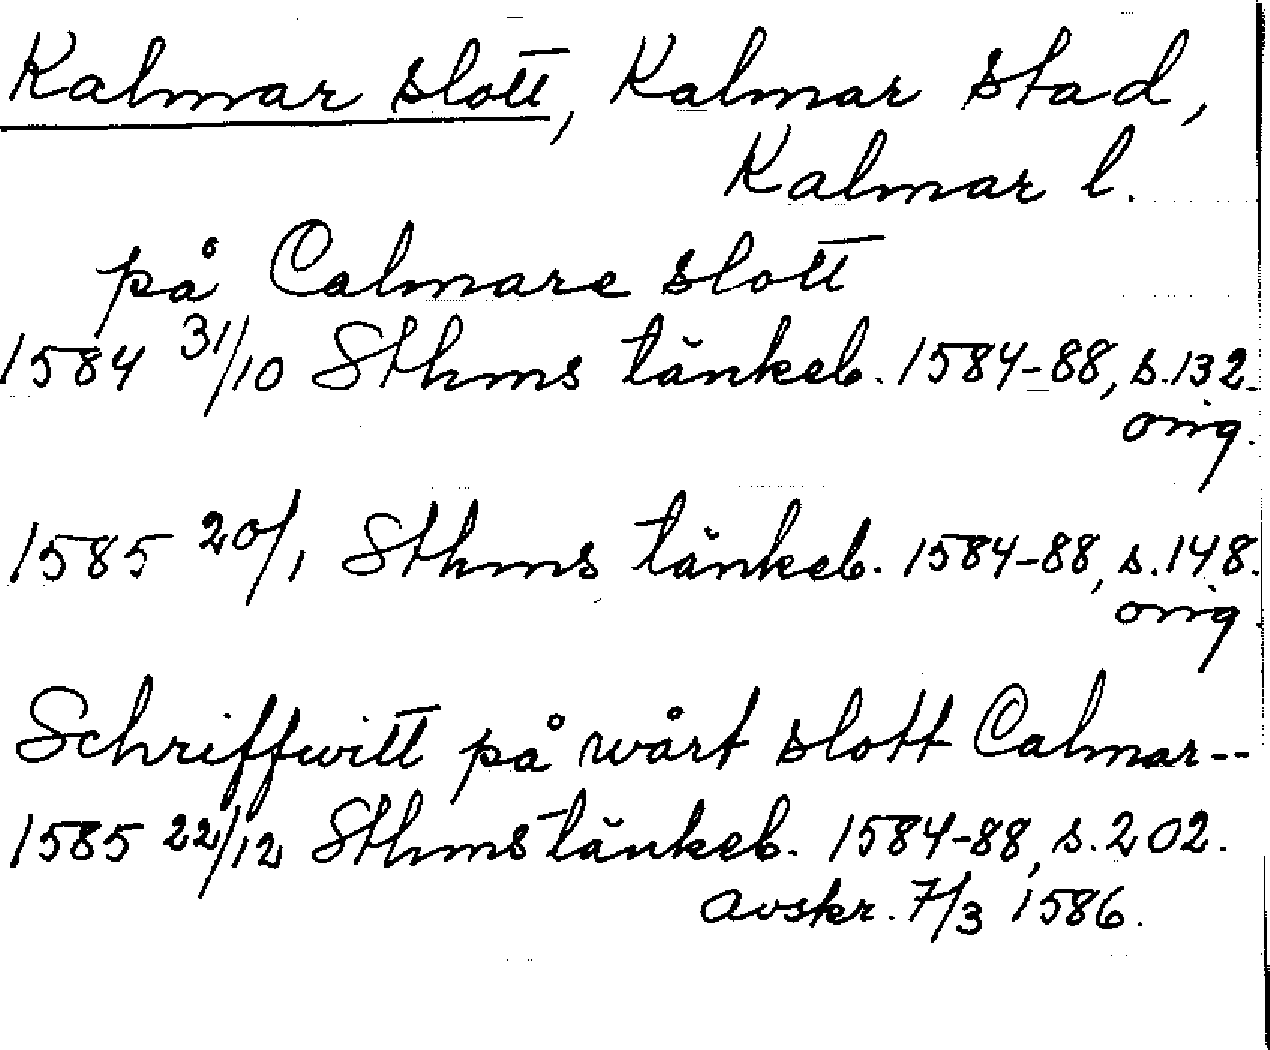 Kalmar slott, Kalmar stad,
Kalmar l.
på Calmare slott
1584 31/10 Sthms tänkeb. 1584-88, s.132.
orig.
1585 20/1 Sthms tänkeb. 1584-88, s.148.
orig.
Schriffwitt på wårt slott Calmar--
1585 22/12 Sthms tänkeb. 1584-88, s.202.
avskr. 7/3 1586.